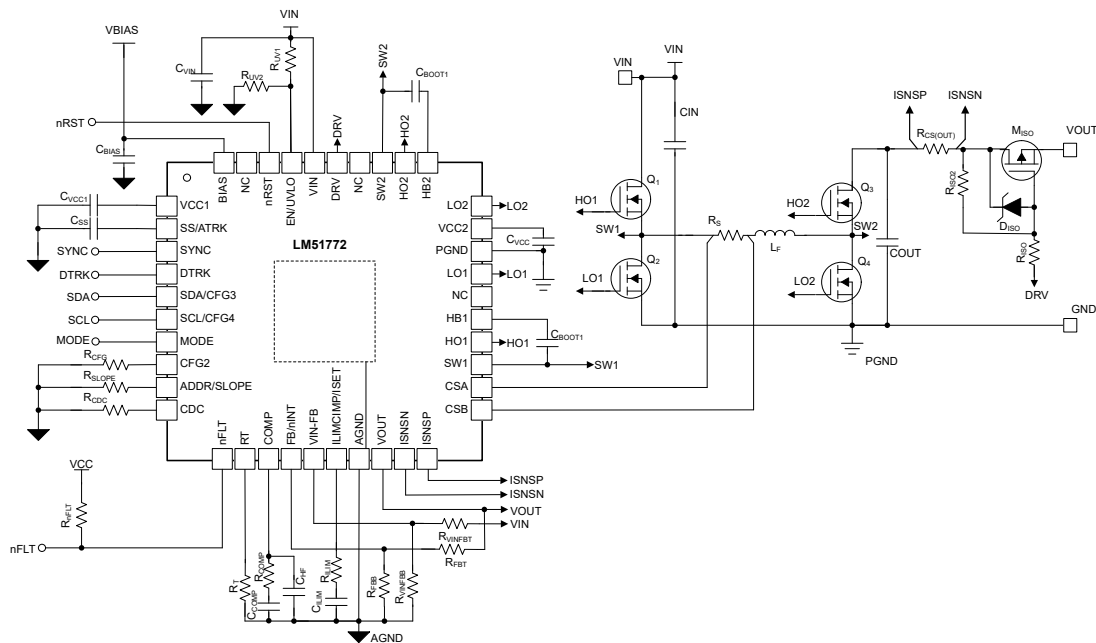 VIN
VBIAS
CVIN
RUV1
RUV2
SW2
CBOOT1
nRST
DRV
HO2
CBIAS
BIAS
NC
nRST
EN/UVLO
VIN
DRV
NC
SW2
HO2
HB2
LM51772
CVCC1
VCC1
CSS
SS/ATRK
SYNC
SYNC
DTRK
DTRK
SDA
SDA/CFG3
SCL
SCL/CFG4
MODE
MODE
RCFG
CFG2
RSLOPE
ADDR/SLOPE
RCDC
CDC
LO2
LO2
VCC2
CVCC
PGND
LO1
LO1
NC
HB1
CBOOT1
HO1
HO1
SW1
SW1
CSA
CSB
nFLT
RT
COMP
FB/nINT
VIN-FB
ILIMCIMP/ISET
AGND
VOUT
ISNSN
ISNSP
VCC
RnFLT
nFLT
ISNSP
ISNSN
VOUT
VIN
RVINFBT
RFBT
RT
RCOMP
CCOMP
CHF
RILIM
CILIM
RFBB
RVINFBB
AGND
VIN
VIN
CIN
ISNSP
ISNSN
RCS(OUT)
MISO
VOUT
Q1
HO1
SW1
RS
LF
Q3
HO2
SW2
RISO2
DISO
RISO
DRV
Q2
LO1
Q4
LO2
COUT
GND
PGND